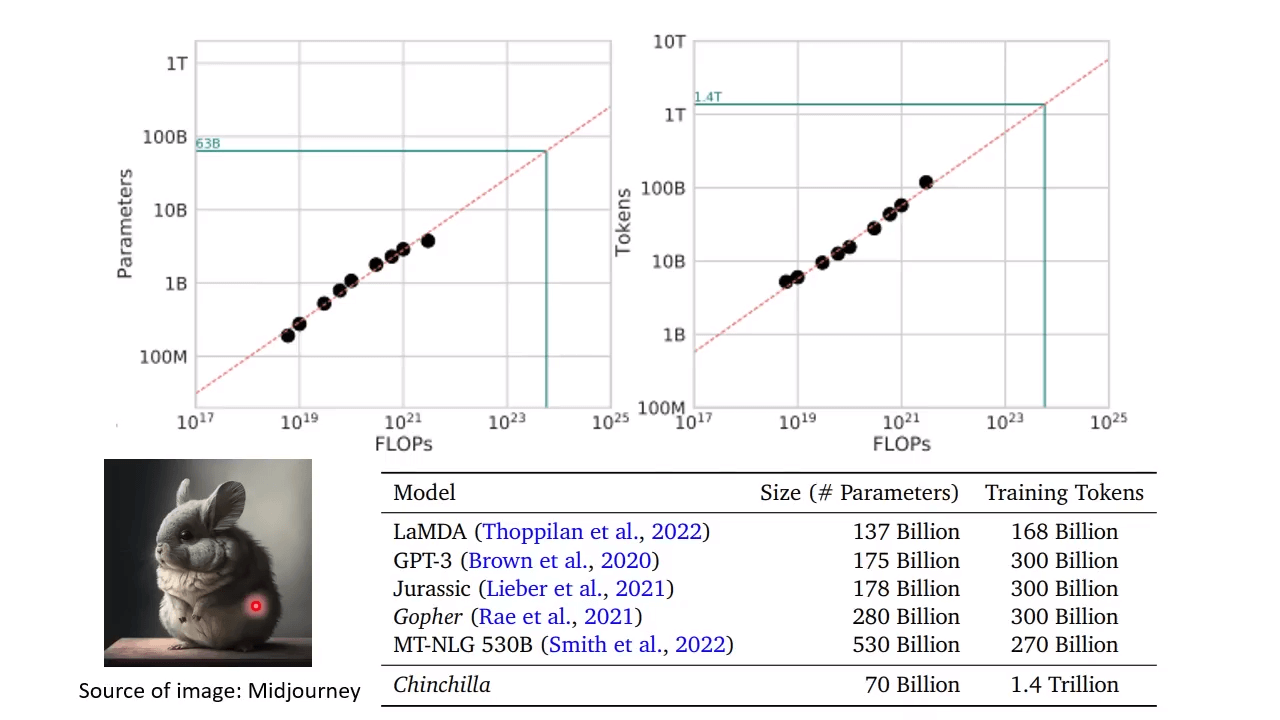 1T
100B
10B
1B
100M
63B
Parameters
10^17
10^19
10^21
10^23
10^25
FLOPs
10T
1T
100B
10B
1B
100M
1.4T
Tokens
10^17
10^19
10^21
10^23
10^25
FLOPs
Model Size (# Parameters) Training Tokens
LaMDA (Thoppilan et al., 2022) 137 Billion 168 Billion
GPT-3 (Brown et al., 2020) 175 Billion 300 Billion
Jurassic (Lieber et al., 2021) 178 Billion 300 Billion
Gopher (Rae et al., 2021) 280 Billion 300 Billion
MT-NLG 530B (Smith et al., 2022) 530 Billion 270 Billion
Chinchilla 70 Billion 1.4 Trillion
Source of image: Midjourney